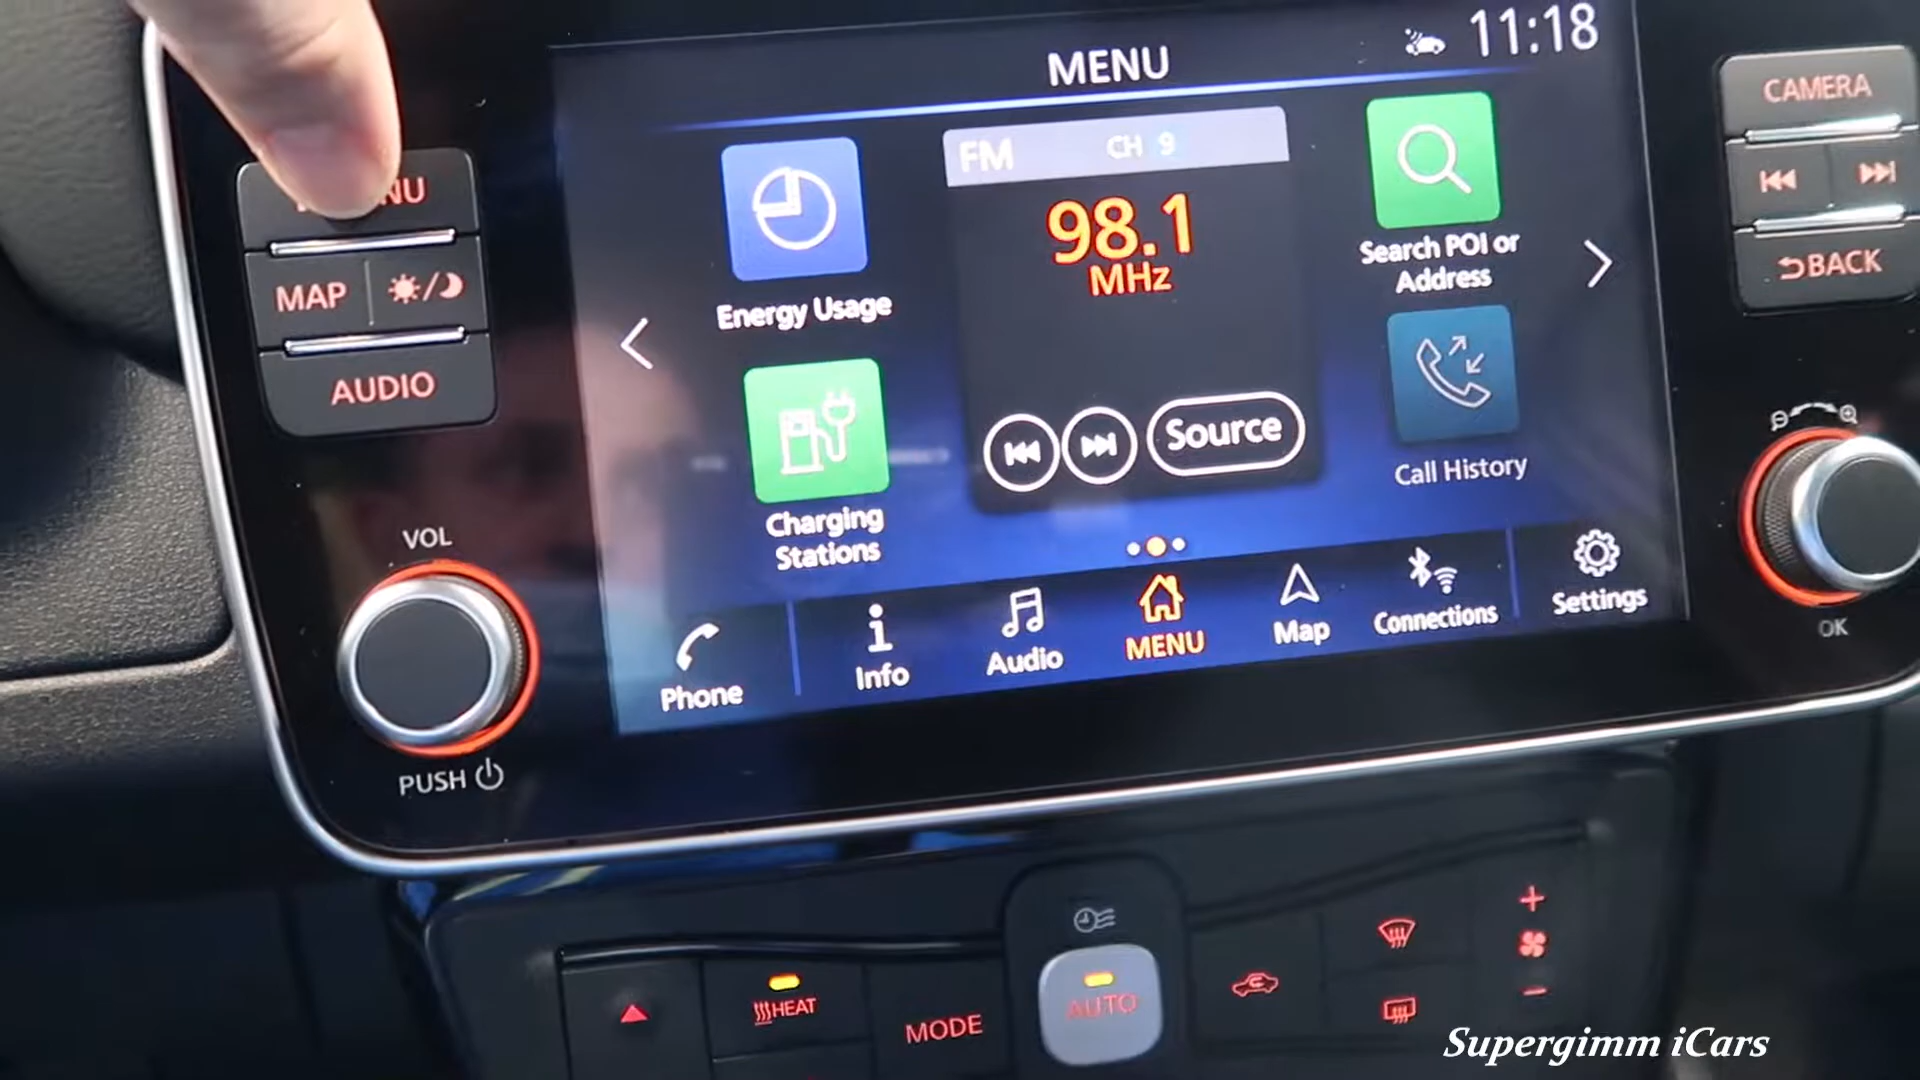 MENU
11:18
CAMERA
FM CH 9
98.1
MHz
Energy Usage
Search POI or
Address
MAP
BACK
AUDIO
Source
Charging
Stations
Call History
VOL
PUSH
OK
Phone
Info
Audio
MENU
Map
Connections
Settings
HEAT
MODE
AUTO
Supergimm iCars